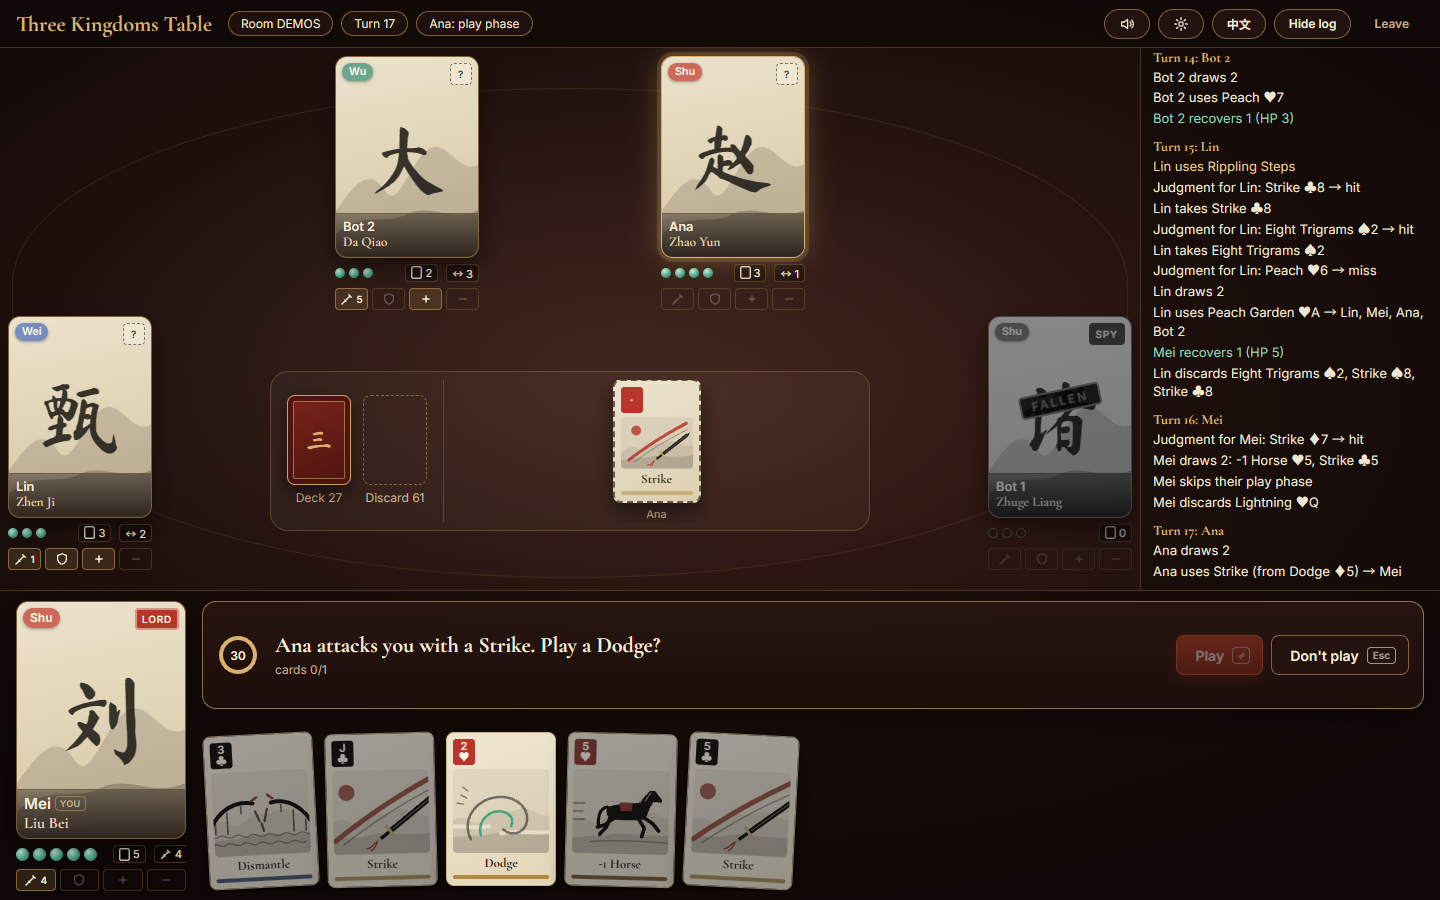 Three Kingdoms Table
Room DEMOS
Turn 17
Ana: play phase
中文
Hide log
Leave
Wu
?
大
Bot 2
Da Qiao
2
↔3
5
+
−
Shu
?
赵
Ana
Zhao Yun
3
↔1
+
−
Wei
?
甄
Lin
Zhen Ji
3
↔2
1
+
−
三
Deck 27
Discard 61
Strike
Ana
Shu
SPY
诸
FALLEN
Bot 1
Zhuge Liang
0
+
−
Turn 14: Bot 2
Bot 2 draws 2
Bot 2 uses Peach ♥7
Bot 2 recovers 1 (HP 3)
Turn 15: Lin
Lin uses Rippling Steps
Judgment for Lin: Strike ♣8 → hit
Lin takes Strike ♣8
Judgment for Lin: Eight Trigrams ♠2 → hit
Lin takes Eight Trigrams ♠2
Judgment for Lin: Peach ♥6 → miss
Lin draws 2
Lin uses Peach Garden ♥A → Lin, Mei, Ana,
Bot 2
Mei recovers 1 (HP 5)
Lin discards Eight Trigrams ♠2, Strike ♠8,
Strike ♣8
Turn 16: Mei
Judgment for Mei: Strike ♦7 → hit
Mei draws 2: -1 Horse ♥5, Strike ♣5
Mei skips their play phase
Mei discards Lightning ♥Q
Turn 17: Ana
Ana draws 2
Ana uses Strike (from Dodge ♦5) → Mei
Shu
LORD
刘
Mei YOU
Liu Bei
5
↔4
4
+
−
30
Ana attacks you with a Strike. Play a Dodge?
cards 0/1
Play
Don't play Esc
3
♣
Dismantle
J
♣
Strike
2
♥
Dodge
5
♥
-1 Horse
5
♣
Strike